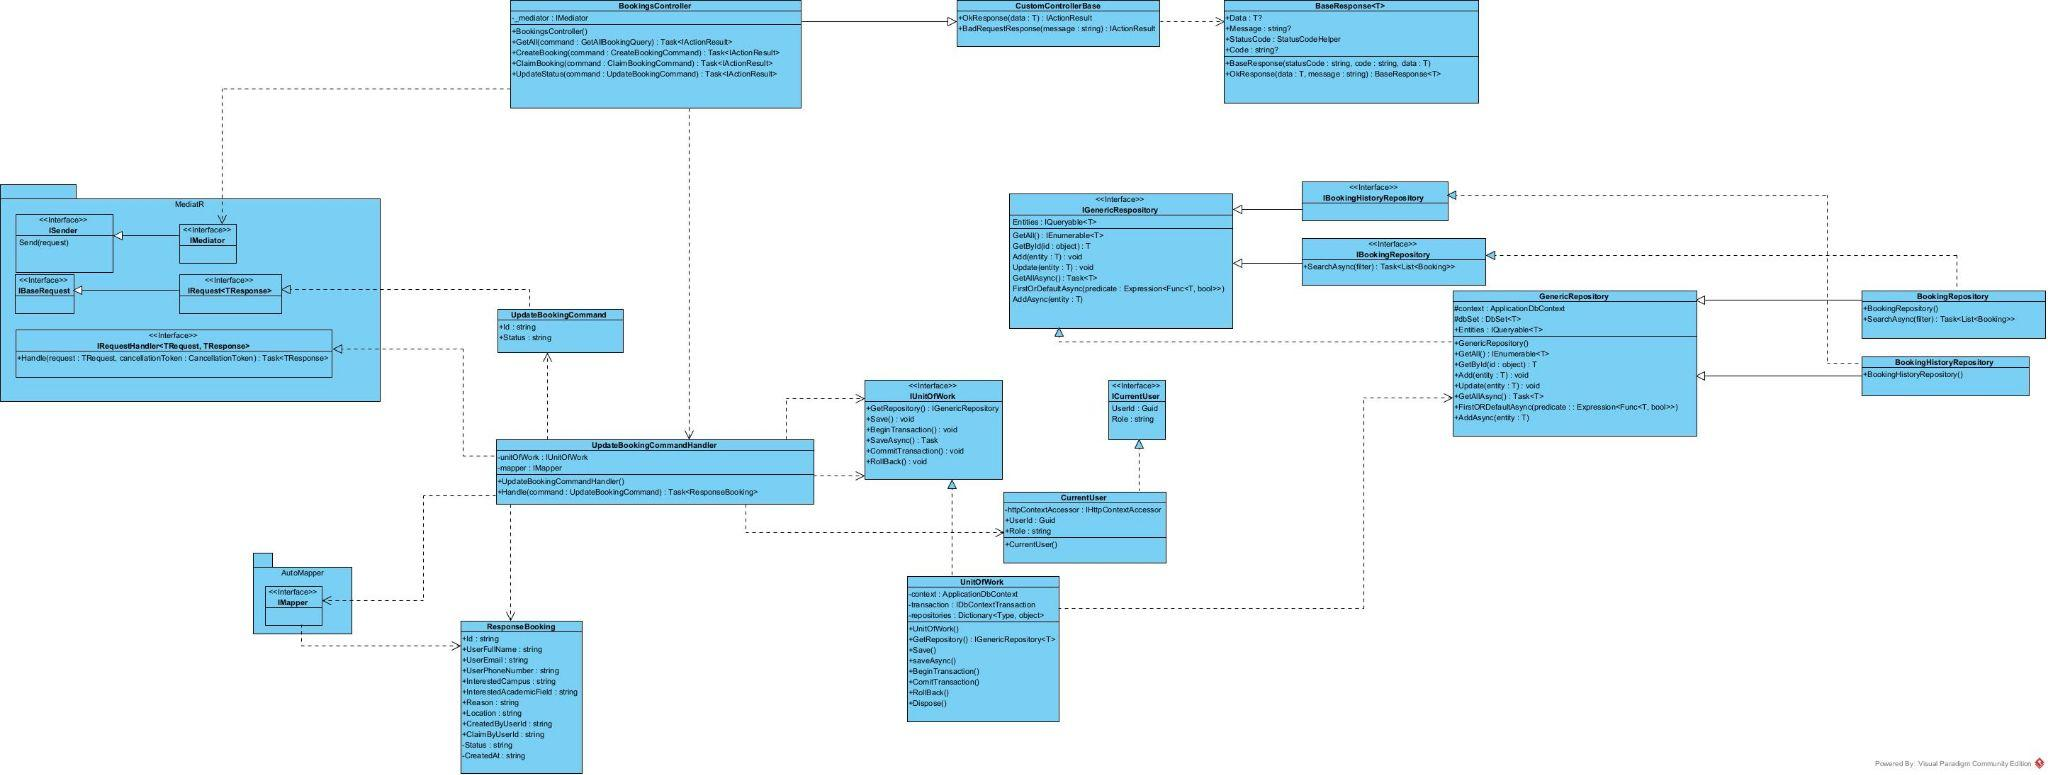 BookingsController
-_mediator : IMediator
+BookingsController()
+GetAll(command : GetAllBookingQuery) : Task<IActionResult>
+CreateBooking(command : CreateBookingCommand) : Task<IActionResult>
+ClaimBooking(command : ClaimBookingCommand) : Task<IActionResult>
+UpdateStatus(command : UpdateBookingCommand) : Task<IActionResult>
CustomControllerBase
+OkResponse(data : T) : IActionResult
+BadRequestResponse(message : string) : IActionResult
BaseResponse<T>
+Data : T?
+Message : string?
+StatusCode : StatusCodeHelper
+Code : string?
+BaseResponse(statusCode : string, code : string, data : T)
+OkResponse(data : T, message : string) : BaseResponse<T>
MediatR
<<Interface>>
ISender
Send(request)
<<Interface>>
IMediator
<<Interface>>
IBaseRequest
<<Interface>>
IRequest<TResponse>
<<Interface>>
IRequestHandler<TRequest, TResponse>
+Handle(request : TRequest, cancellationToken : CancellationToken) : Task<TResponse>
UpdateBookingCommand
+Id : string
+Status : string
<<Interface>>
IGenericRespository
Entities : IQueryable<T>
GetAll() : IEnumerable<T>
GetById(id : object) : T
Add(entity : T) : void
Update(entity : T) : void
GetAllAsync() : Task<T>
FirstOrDefaultAsync(predicate : Expression<Func<T, bool>>)
AddAsync(entity : T)
<<Interface>>
IBookingHistoryRepository
<<Interface>>
IBookingRepository
+SearchAsync(filter) : Task<List<Booking>>
GenericRepository
#context : ApplicationDbContext
#dbSet : DbSet<T>
+Entities : IQueryable<T>
+GenericRepository()
+GetAll() : IEnumerable<T>
+GetById(id : object) : T
+Add(entity : T) : void
+Update(entity : T) : void
+GetAllAsync() : Task<T>
+FirstORDefaultAsync(predicate : : Expression<Func<T, bool>>)
+AddAsync(entity : T)
BookingRepository
+BookingRepository()
+SearchAsync(filter) : Task<List<Booking>>
BookingHistoryRepository
+BookingHistoryRepository()
<<Interface>>
IUnitOfWork
+GetRepository() : IGenericRepository
+Save() : void
+BeginTransaction() : void
+SaveAsync() : Task
+CommitTransaction() : void
+RollBack() : void
<<Interface>>
ICurrentUser
UserId : Guid
Role : string
UpdateBookingCommandHandler
-unitOfWork : IUnitOfWork
-mapper : IMapper
+UpdateBookingCommandHandler()
+Handle(command : UpdateBookingCommand) : Task<ResponseBooking>
CurrentUser
-httpContextAccessor : IHttpContextAccessor
+UserId : Guid
+Role : string
+CurrentUser()
AutoMapper
<<Interface>>
IMapper
UnitOfWork
-context : ApplicationDbContext
-transaction : IDbContextTransaction
-repositories : Dictionary<Type, object>
+UnitOfWork()
+GetRepository() : IGenericRepository<T>
+Save()
+saveAsync()
+BeginTransaction()
+ComitTransaction()
+RollBack()
+Dispose()
ResponseBooking
+Id : string
+UserFullName : string
+UserEmail : string
+UserPhoneNumber : string
+InterestedCampus : string
+InterestedAcademicField : string
+Reason : string
+Location : string
+CreatedByUserId : string
+ClaimByUserId : string
-Status : string
-CreatedAt : string
Powered By: Visual Paradigm Community Edition